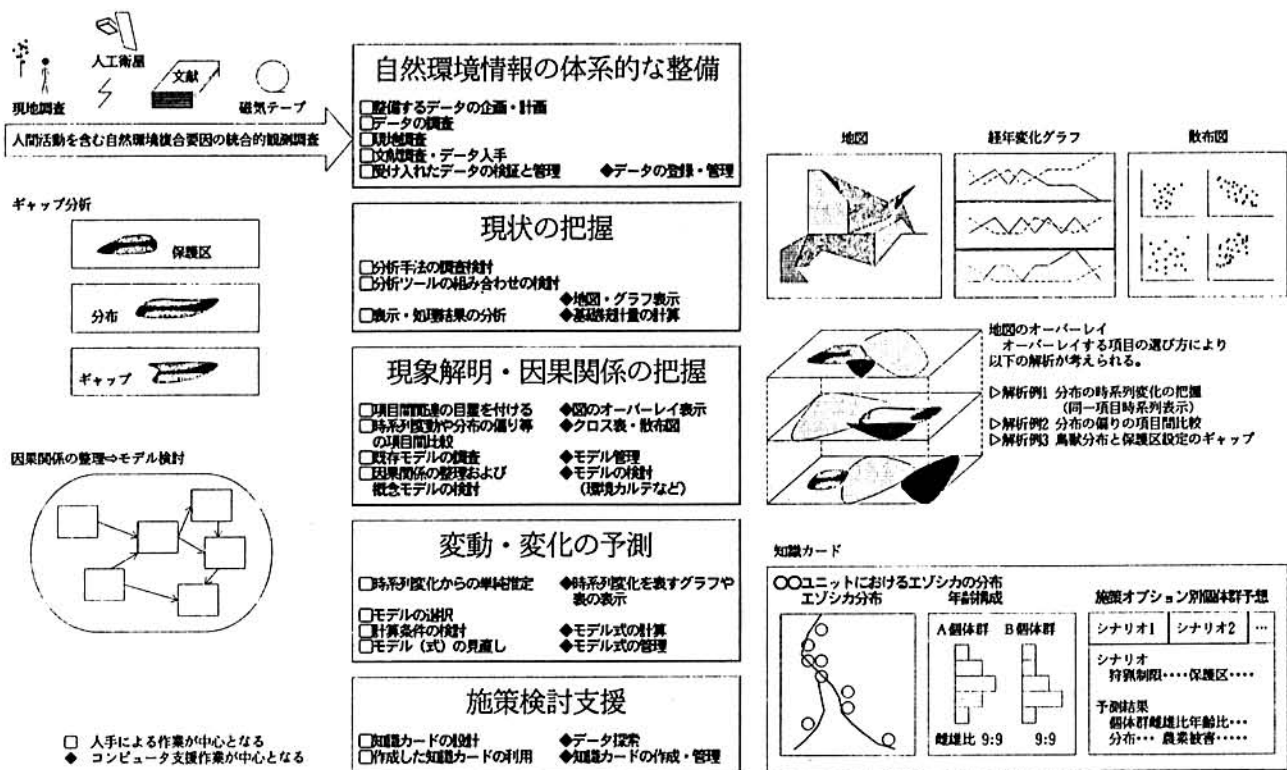 人工衛星
文献
現地調査
磁気テープ
人間活動を含む自然環境複合要因の統合的観測調査
自然環境情報の体系的な整備
□整備するデータの企画・計画
□データの調査
□現地調査
□文献調査・データ入手
□受け入れたデータの検証と管理 ◆データの登録・管理
ギャップ分析
保護区
分布
ギャップ
現状の把握
□分析手法の調査検討
□分析ツールの組み合わせの検討
◆地図・グラフ表示
□表示・処理結果の分析 ◆基礎統計量の計算
現象解明・因果関係の把握
□項目間関連の目星を付ける ◆図のオーバーレイ表示
□時系列変動や分布の偏り等 ◆クロス表・散布図
の項目間比較
□既存モデルの調査 ◆モデル管理
□因果関係の整理および ◆モデルの検討
概念モデルの検討 (環境カルテなど)
因果関係の整理⇨モデル検討
変動・変化の予測
□時系列変化からの単純推定 ◆時系列変化を表すグラフや
表の表示
□モデルの選択
□計算条件の検討 ◆モデル式の計算
□モデル(式)の見直し ◆モデル式の管理
施策検討支援
□知識カードの設計 ◆データ探索
□作成した知識カードの利用 ◆知識カードの作成・管理
□ 人手による作業が中心となる
◆ コンピュータ支援作業が中心となる
地図 経年変化グラフ 散布図
地図のオーバーレイ
オーバーレイする項目の選び方により
以下の解析が考えられる。
▷解析例1 分布の時系列変化の把握
(同一項目時系列表示)
▷解析例2 分布の偏りの項目間比較
▷解析例3 鳥獣分布と保護区設定のギャップ
知識カード
○○ユニットにおけるエゾシカの分布
エゾシカ分布 年齢構成
A個体群 B個体群
雌雄比 9:9 9:9
施策オプション別個体群予想
シナリオ1 シナリオ2 …
シナリオ
狩猟制限‥‥保護区‥‥
予測結果
個体群雌雄比年齢比…
分布… 農業被害‥‥‥